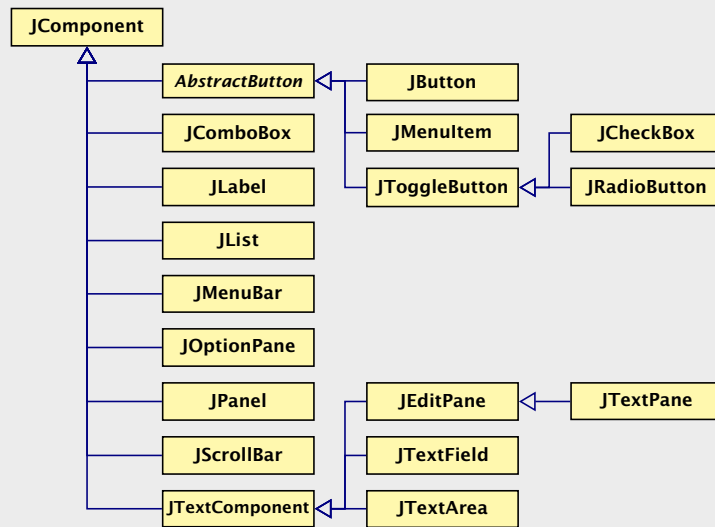 JComponent
AbstractButton
JButton
JComboBox
JMenuItem
JCheckBox
JLabel
JToggleButton
JRadioButton
JList
JMenuBar
JOptionPane
JPanel
JEditPane
JTextPane
JScrollBar
JTextField
JTextComponent
JTextArea